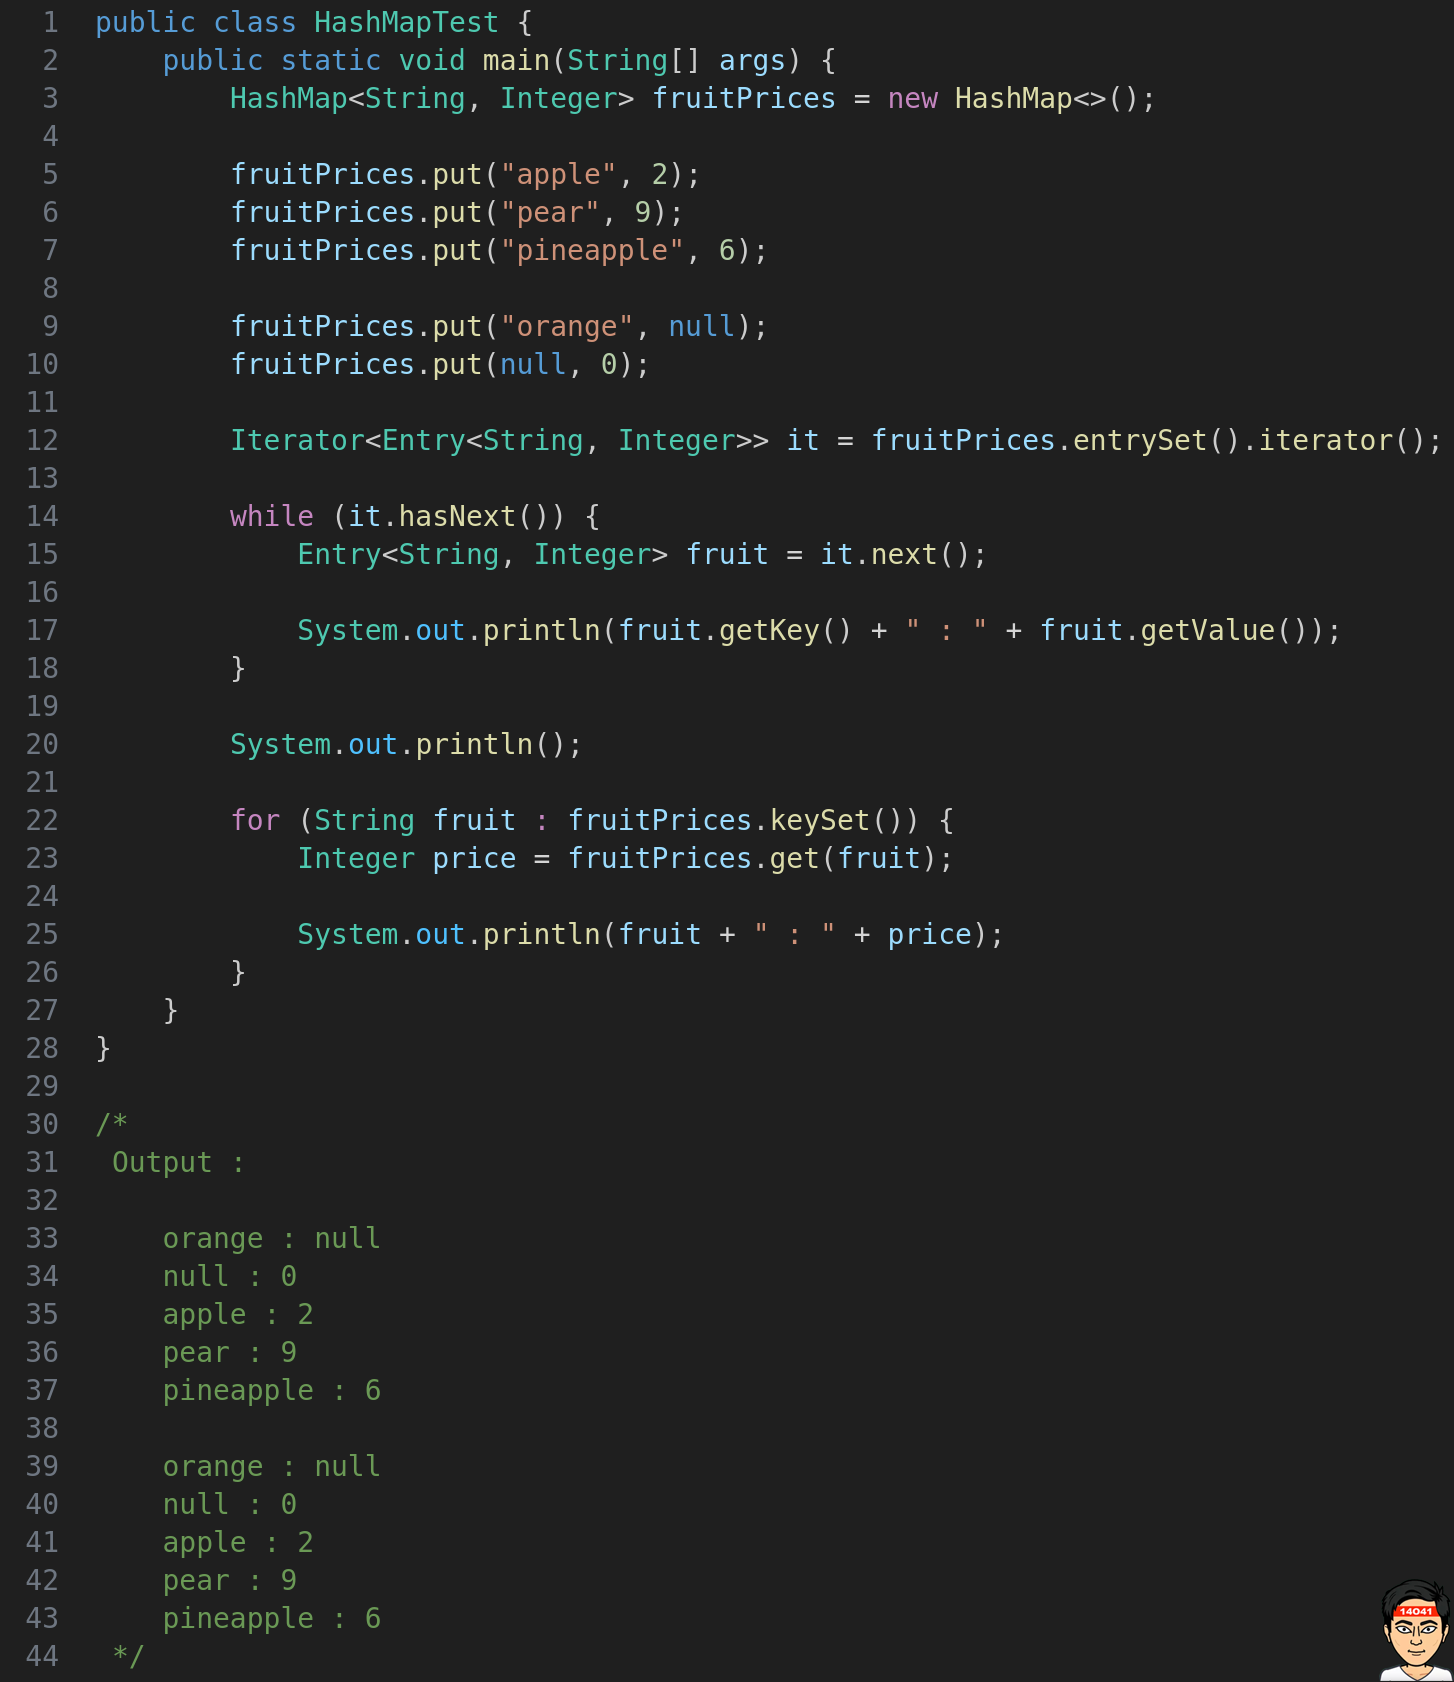 1 public class HashMapTest {
2     public static void main(String[] args) {
3         HashMap<String, Integer> fruitPrices = new HashMap<>();
4
5         fruitPrices.put("apple", 2);
6         fruitPrices.put("pear", 9);
7         fruitPrices.put("pineapple", 6);
8
9         fruitPrices.put("orange", null);
10         fruitPrices.put(null, 0);
11
12         Iterator<Entry<String, Integer>> it = fruitPrices.entrySet().iterator();
13
14         while (it.hasNext()) {
15             Entry<String, Integer> fruit = it.next();
16
17             System.out.println(fruit.getKey() + " : " + fruit.getValue());
18         }
19
20         System.out.println();
21
22         for (String fruit : fruitPrices.keySet()) {
23             Integer price = fruitPrices.get(fruit);
24
25             System.out.println(fruit + " : " + price);
26         }
27     }
28 }
29
30 /*
31  Output :
32
33     orange : null
34     null : 0
35     apple : 2
36     pear : 9
37     pineapple : 6
38
39     orange : null
40     null : 0
41     apple : 2
42     pear : 9
43     pineapple : 6
44  */
14041